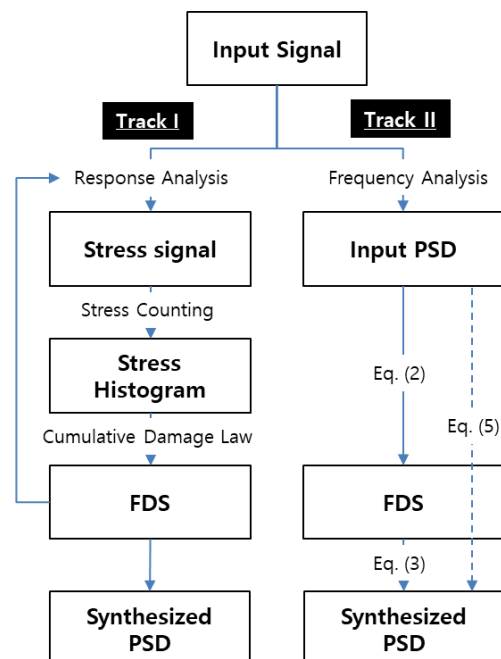 Input Signal
Track I
Track II
Response Analysis
Frequency Analysis
Stress signal
Input PSD
Stress Counting
Stress
Histogram
Eq. (2)
Eq. (5)
Cumulative Damage Law
FDS
FDS
Eq. (3)
Synthesized
PSD
Synthesized
PSD